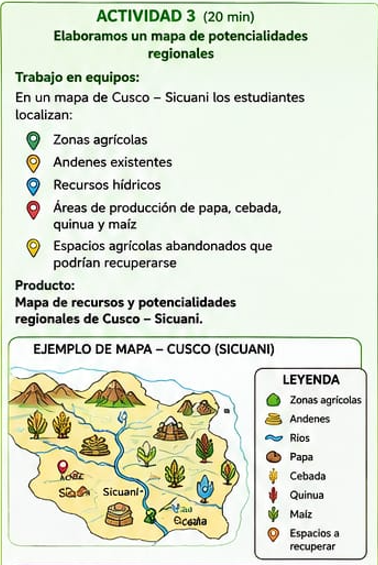 ACTIVIDAD 3 (20 min)
Elaboramos un mapa de potencialidades
regionales
Trabajo en equipos:
En un mapa de Cusco – Sicuani los estudiantes
localizan:
Zonas agrícolas
Andenes existentes
Recursos hídricos
Áreas de producción de papa, cebada,
quinua y maíz
Espacios agrícolas abandonados que
podrían recuperarse
Producto:
Mapa de recursos y potencialidades
regionales de Cusco – Sicuani.
EJEMPLO DE MAPA – CUSCO (SICUANI)
Sicuani
LEYENDA
Zonas agrícolas
Andenes
Rios
Papa
Cebada
Quinua
Maíz
Espacios a
recuperar